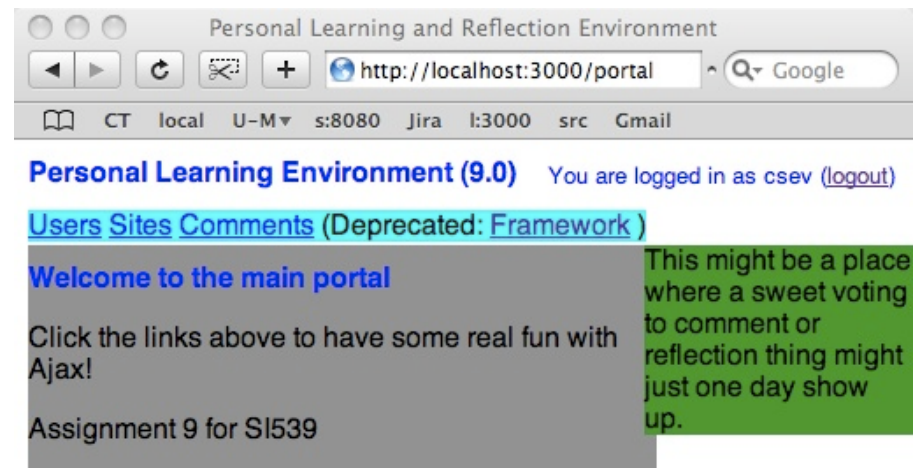 Personal Learning and Reflection Environment
http://localhost:3000/portal
Google
CT local U-M▾ s:8080 Jira l:3000 src Gmail
Personal Learning Environment (9.0) You are logged in as csev (logout)
Users Sites Comments (Deprecated: Framework )
Welcome to the main portal
Click the links above to have some real fun with
Ajax!
Assignment 9 for SI539
This might be a place
where a sweet voting
to comment or
reflection thing might
just one day show
up.